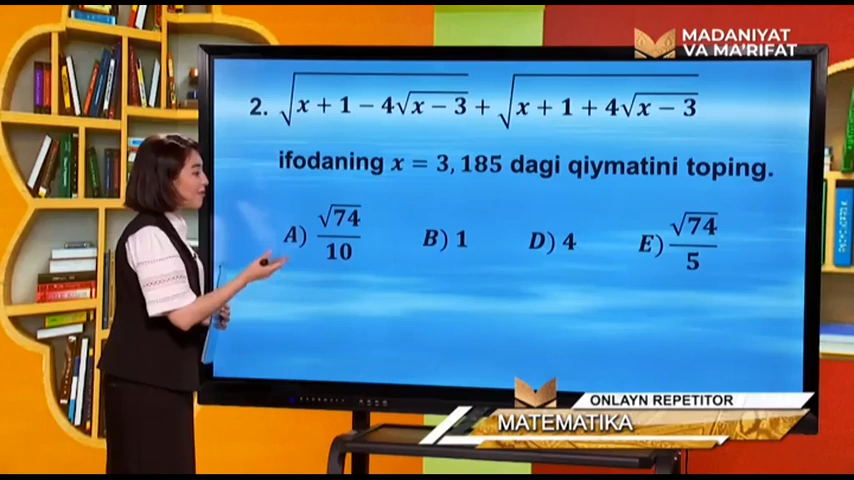 MADANIYAT
VA MA'RIFAT
2. √(x + 1 − 4√(x − 3)) + √(x + 1 + 4√(x − 3))
ifodaning x = 3,185 dagi qiymatini toping.
A) √74/10 B) 1 D) 4 E) √74/5
ONLAYN REPETITOR
MATEMATIKA